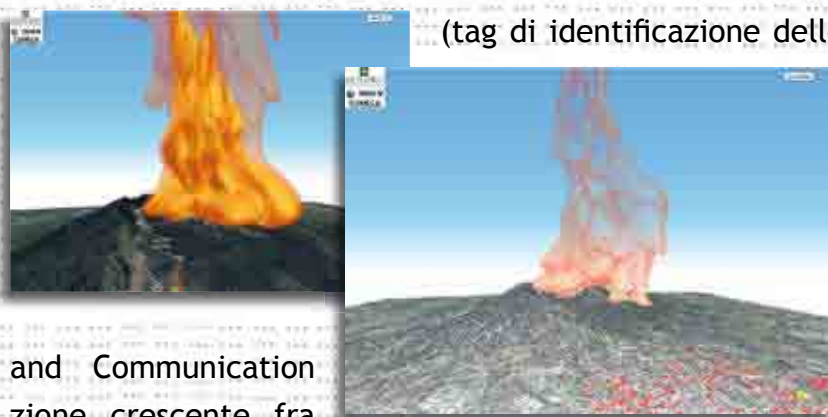 (tag di identificazione dell
and Communication
zione crescente fra